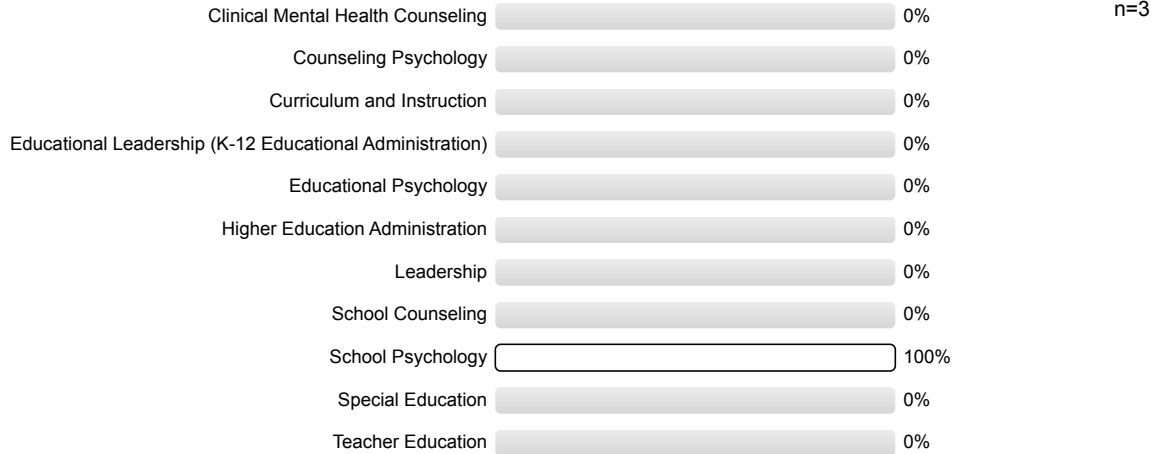 Clinical Mental Health Counseling 0% n=3
Counseling Psychology 0%
Curriculum and Instruction 0%
Educational Leadership (K-12 Educational Administration) 0%
Educational Psychology 0%
Higher Education Administration 0%
Leadership 0%
School Counseling 0%
School Psychology 100%
Special Education 0%
Teacher Education 0%